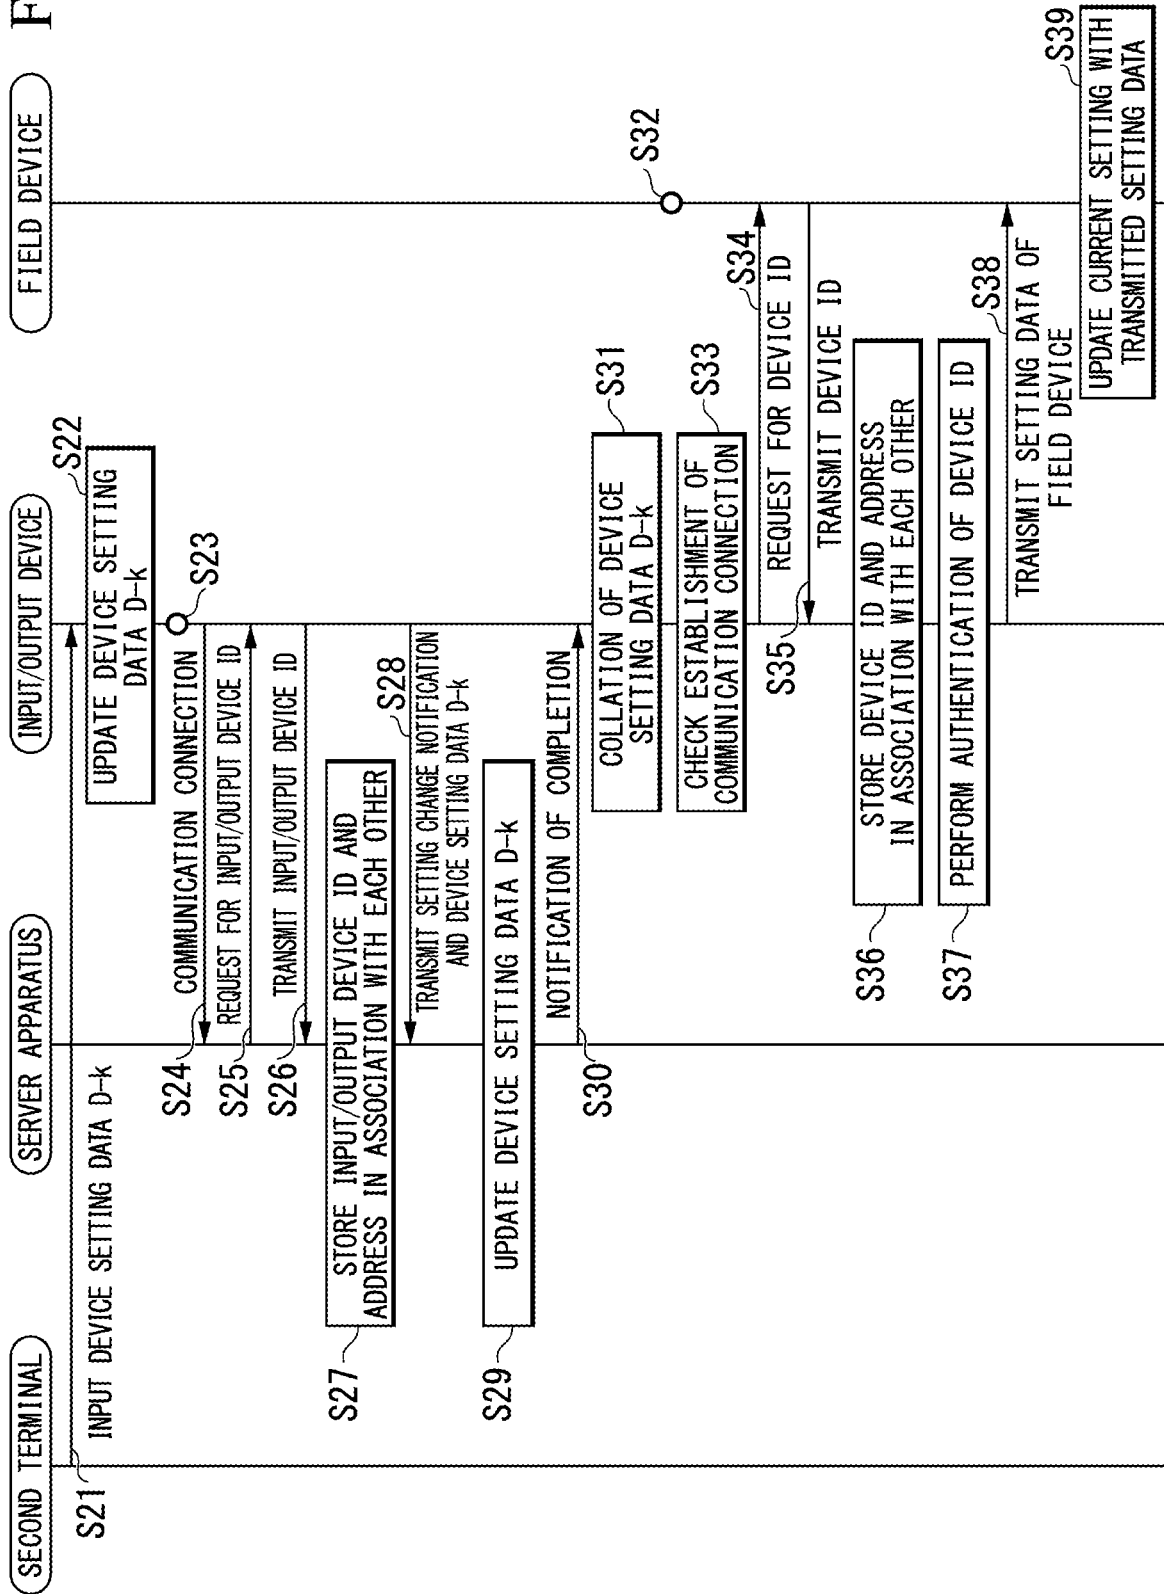 F
SECOND TERMINAL
SERVER APPARATUS
INPUT/OUTPUT DEVICE
FIELD DEVICE
S21
INPUT DEVICE SETTING DATA D-k
S22
UPDATE DEVICE SETTING
DATA D-k
S23
COMMUNICATION CONNECTION
S24
REQUEST FOR INPUT/OUTPUT DEVICE ID
S25
TRANSMIT INPUT/OUTPUT DEVICE ID
S26
STORE INPUT/OUTPUT DEVICE ID AND
ADDRESS IN ASSOCIATION WITH EACH OTHER
S27
S28
TRANSMIT SETTING CHANGE NOTIFICATION
AND DEVICE SETTING DATA D-k
UPDATE DEVICE SETTING DATA D-k
S29
NOTIFICATION OF COMPLETION
S30
COLLATION OF DEVICE
SETTING DATA D-k
S31
S32
CHECK ESTABLISHMENT OF
COMMUNICATION CONNECTION
S33
S34
REQUEST FOR DEVICE ID
S35
TRANSMIT DEVICE ID
STORE DEVICE ID AND ADDRESS
IN ASSOCIATION WITH EACH OTHER
S36
PERFORM AUTHENTICATION OF DEVICE ID
S37
S38
TRANSMIT SETTING DATA OF
FIELD DEVICE
S39
UPDATE CURRENT SETTING WITH
TRANSMITTED SETTING DATA